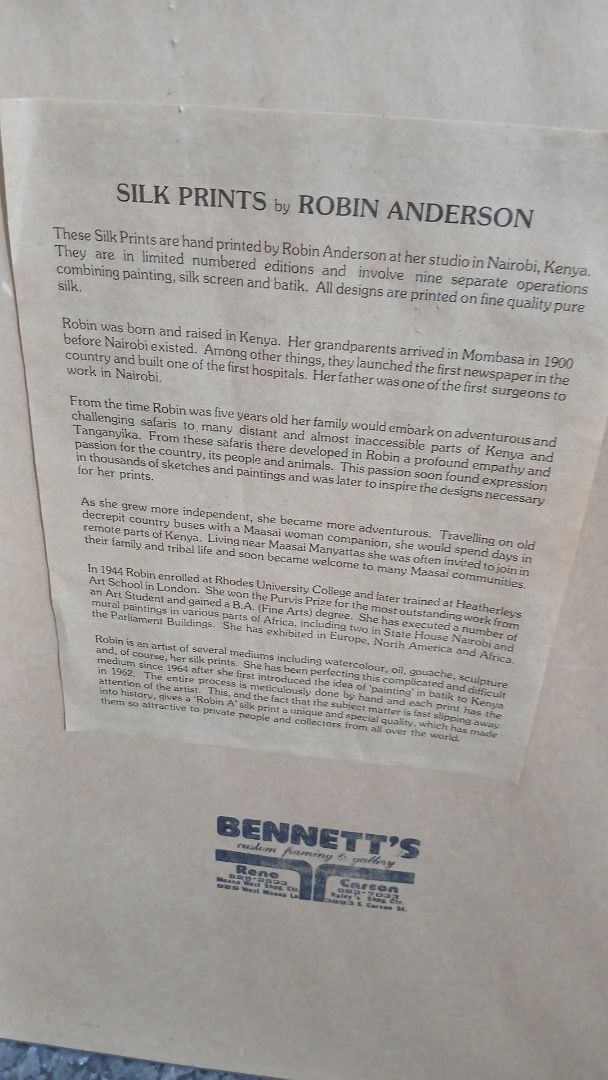 SILK PRINTS by ROBIN ANDERSON
These Silk Prints are hand printed by Robin Anderson at her studio in Nairobi, Kenya.
They are in limited numbered editions and involve nine separate operations
combining painting, silk screen and batik. All designs are printed on fine quality pure
silk.
Robin was born and raised in Kenya. Her grandparents arrived in Mombasa in 1900
before Nairobi existed. Among other things, they launched the first newspaper in the
country and built one of the first hospitals. Her father was one of the first surgeons to
work in Nairobi.
From the time Robin was five years old her family would embark on adventurous and
challenging safaris to many distant and almost inaccessible parts of Kenya and
Tanganyika. From these safaris there developed in Robin a profound empathy and
passion for the country, its people and animals. This passion soon found expression
in thousands of sketches and paintings and was later to inspire the designs necessary
for her prints.
As she grew more independent, she became more adventurous. Travelling on old
decrepit country buses with a Maasai woman companion, she would spend days in
remote parts of Kenya. Living near Maasai Manyattas she was often invited to join in
their family and tribal life and soon became welcome to many Maasai communities.
In 1944 Robin enrolled at Rhodes University College and later trained at Heatherleys
Art School in London. She won the Purvis Prize for the most outstanding work from
an Art Student and gained a B.A. (Fine Arts) degree. She has executed a number of
mural paintings in various parts of Africa, including two in State House Nairobi and
the Parliament Buildings. She has exhibited in Europe, North America and Africa.
Robin is an artist of several mediums including watercolour, oil, gouache, sculpture
and, of course, her silk prints. She has been perfecting this complicated and difficult
medium since 1964 after she first introduced the idea of 'painting' in batik to Kenya
in 1962. The entire process is meticulously done by hand and each print has the
attention of the artist. This, and the fact that the subject matter is fast slipping away
into history, gives a 'Robin A' silk print a unique and special quality, which has made
them so attractive to private people and collectors from all over the world.
BENNETT'S
custom framing & gallery
Reno
Moana West Shop. Ctr.
West Moana Ln.
Carson
Shop. Ctr.
S. Carson St.